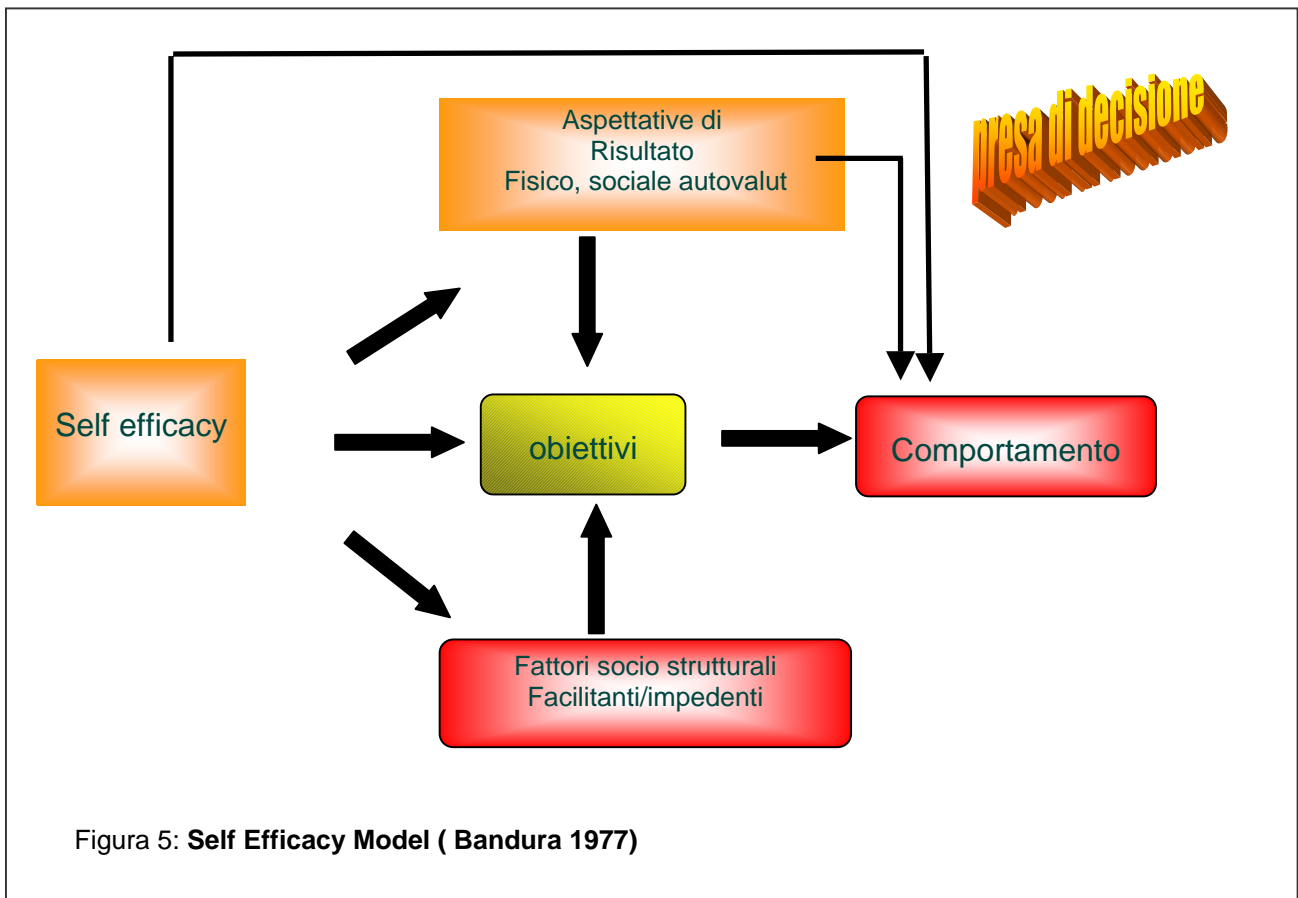 presa di decisione
Aspettative di
Risultato
Fisico, sociale autovalut
Self efficacy
obiettivi
Comportamento
Fattori socio strutturali
Facilitanti/impedenti
Figura 5: Self Efficacy Model ( Bandura 1977)